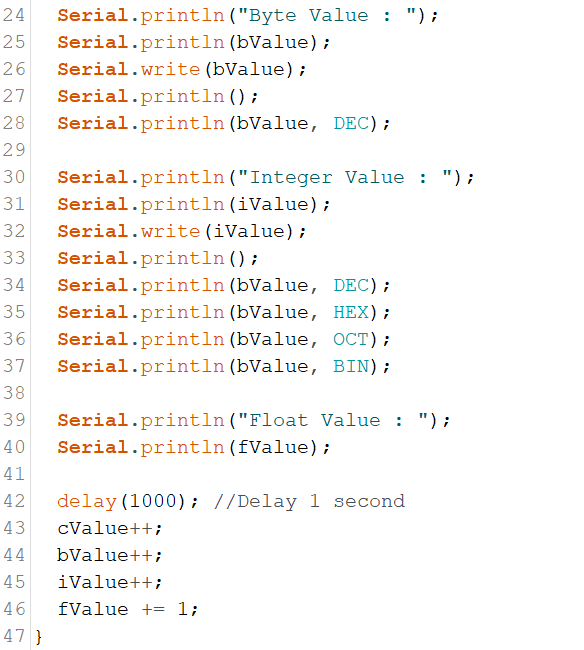 24 Serial.println("Byte Value : ");
25 Serial.println(bValue);
26 Serial.write(bValue);
27 Serial.println();
28 Serial.println(bValue, DEC);
29
30 Serial.println("Integer Value : ");
31 Serial.println(iValue);
32 Serial.write(iValue);
33 Serial.println();
34 Serial.println(bValue, DEC);
35 Serial.println(bValue, HEX);
36 Serial.println(bValue, OCT);
37 Serial.println(bValue, BIN);
38
39 Serial.println("Float Value : ");
40 Serial.println(fValue);
41
42 delay(1000); //Delay 1 second
43 cValue++;
44 bValue++;
45 iValue++;
46 fValue += 1;
47 }